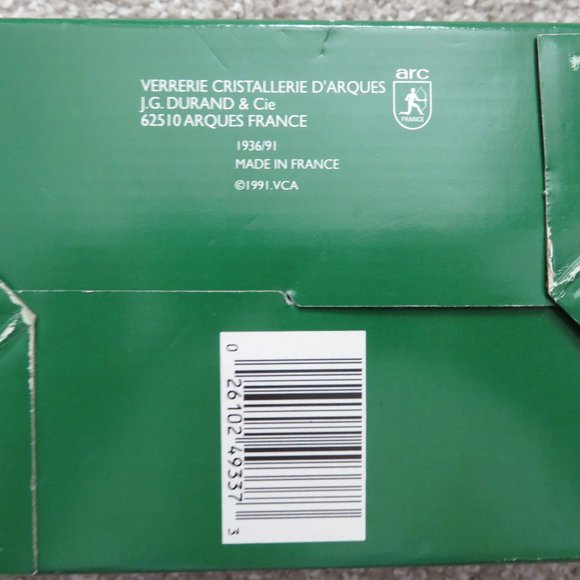 VERRERIE CRISTALLERIE D'ARQUES
J.G. DURAND & Cie
62510 ARQUES FRANCE
arc
FRANCE
1936/91
MADE IN FRANCE
©1991.VCA
0 26102 49337 3